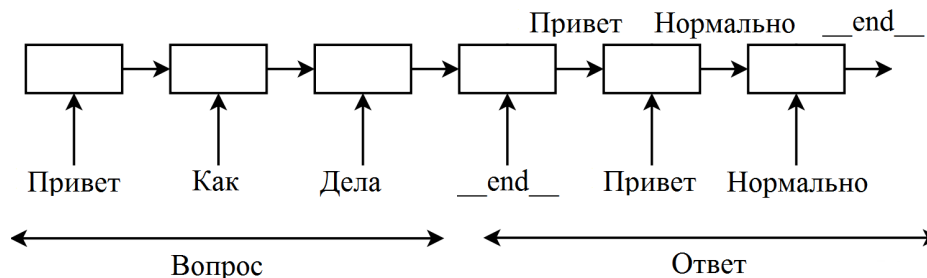 Привет Нормально __end__
Привет Как Дела __end__ Привет Нормально
Вопрос Ответ